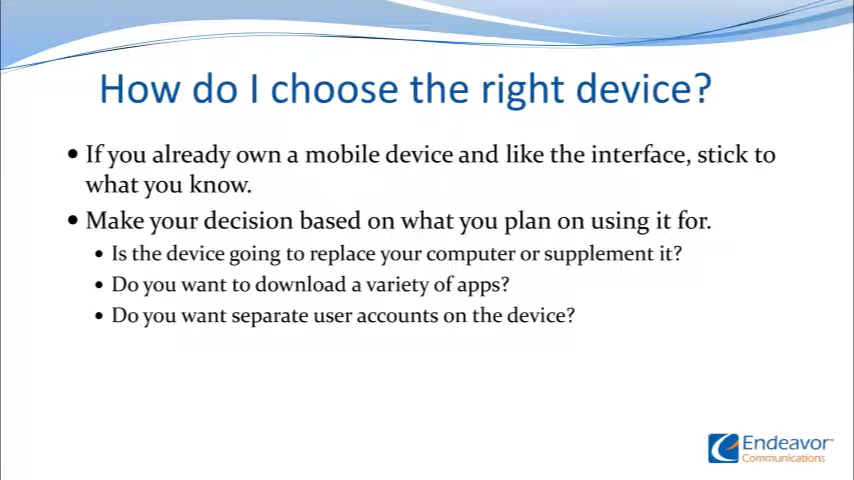 How do I choose the right device?
• If you already own a mobile device and like the interface, stick to
what you know.
• Make your decision based on what you plan on using it for.
• Is the device going to replace your computer or supplement it?
• Do you want to download a variety of apps?
• Do you want separate user accounts on the device?
Endeavor
Communications